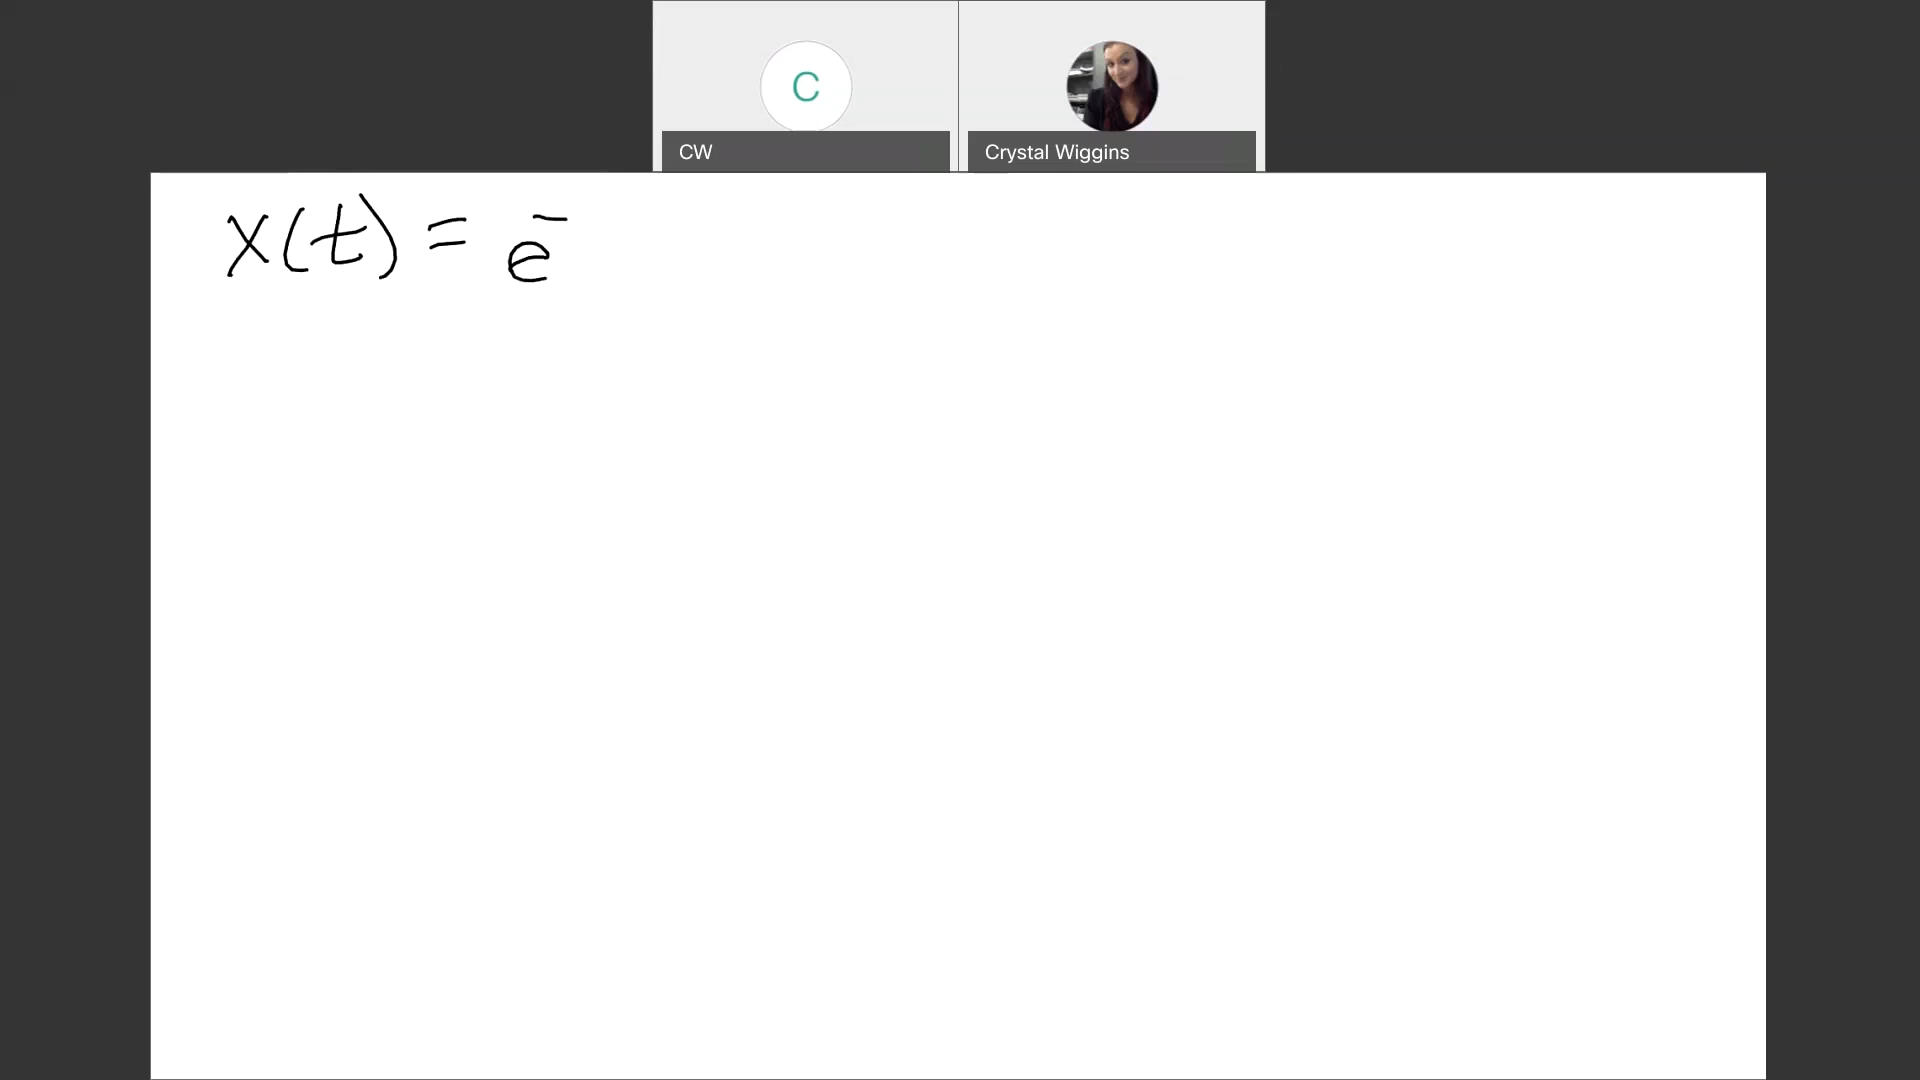 C
CW
Crystal Wiggins
x(t) = e⁻